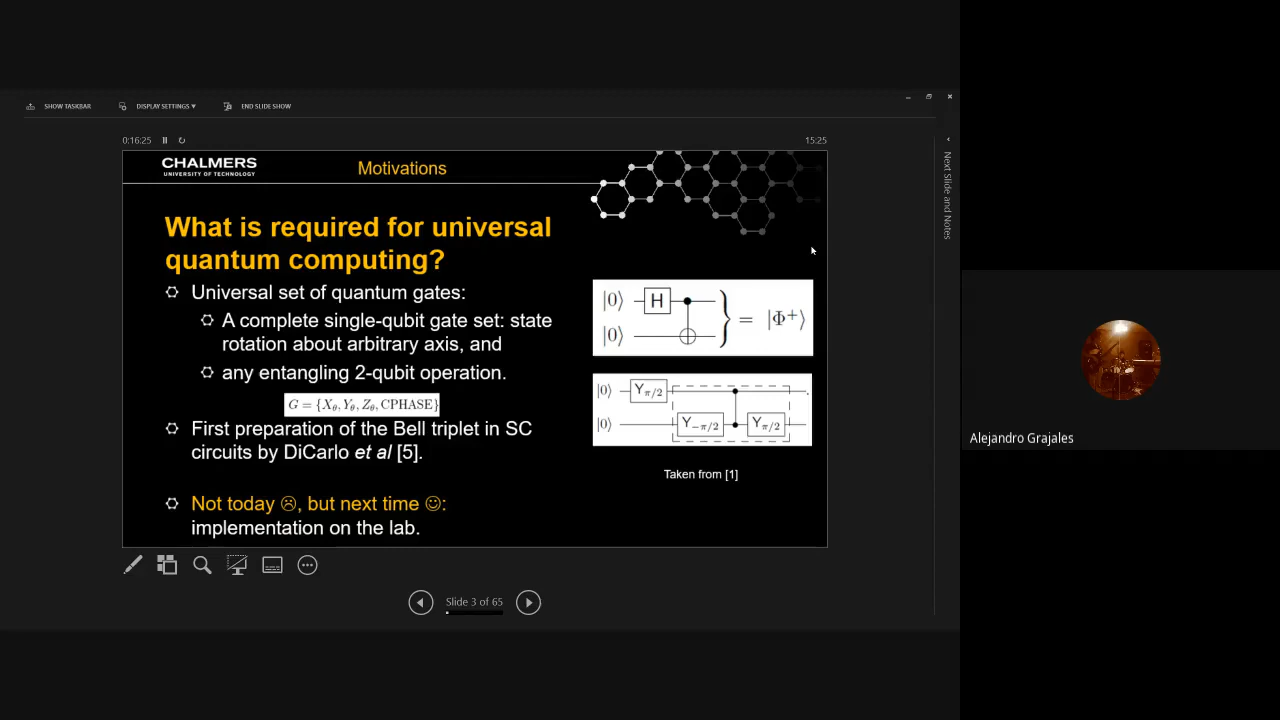 SHOW TASKBAR DISPLAY SETTINGS ▾ END SLIDE SHOW
0:16:25
15:25
CHALMERS
UNIVERSITY OF TECHNOLOGY
Motivations
What is required for universal
quantum computing?
Universal set of quantum gates:
A complete single-qubit gate set: state
rotation about arbitrary axis, and
any entangling 2-qubit operation.
G = {X_θ, Y_θ, Z_θ, CPHASE}
First preparation of the Bell triplet in SC
circuits by DiCarlo et al [5].
Not today ☹, but next time ☺:
implementation on the lab.
|0⟩ H
|0⟩
} = |Φ⁺⟩
|0⟩ Y_π/2
|0⟩ Y_−π/2 Y_π/2
Taken from [1]
Slide 3 of 65
Next Slide and Notes
Alejandro Grajales